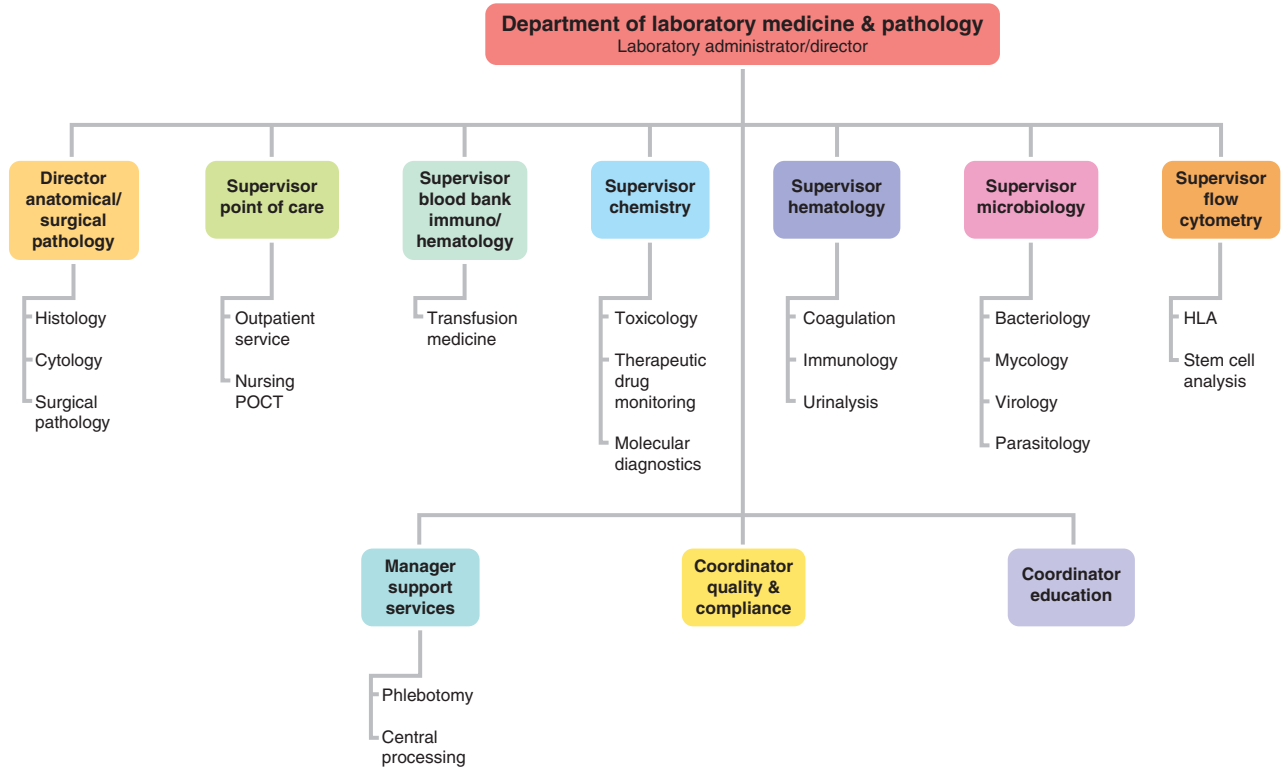 Department of laboratory medicine & pathology
Laboratory administrator/director
Director
anatomical/
surgical
pathology
Histology
Cytology
Surgical
pathology
Supervisor
point of care
Outpatient
service
Nursing
POCT
Supervisor
blood bank
immuno/
hematology
Transfusion
medicine
Supervisor
chemistry
Toxicology
Therapeutic
drug
monitoring
Molecular
diagnostics
Supervisor
hematology
Coagulation
Immunology
Urinalysis
Supervisor
microbiology
Bacteriology
Mycology
Virology
Parasitology
Supervisor
flow
cytometry
HLA
Stem cell
analysis
Manager
support
services
Phlebotomy
Central
processing
Coordinator
quality &
compliance
Coordinator
education